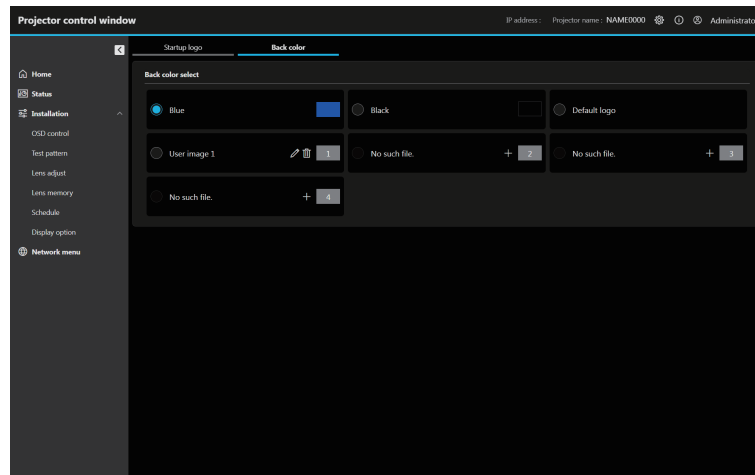 Projector control window
IP address :
Projector name : NAME0000
Administrato
Startup logo
Back color
Home
Status
Installation
OSD control
Test pattern
Lens adjust
Lens memory
Schedule
Display option
Network menu
Back color select
Blue
Black
Default logo
User image 1
1
No such file.
2
No such file.
3
No such file.
4